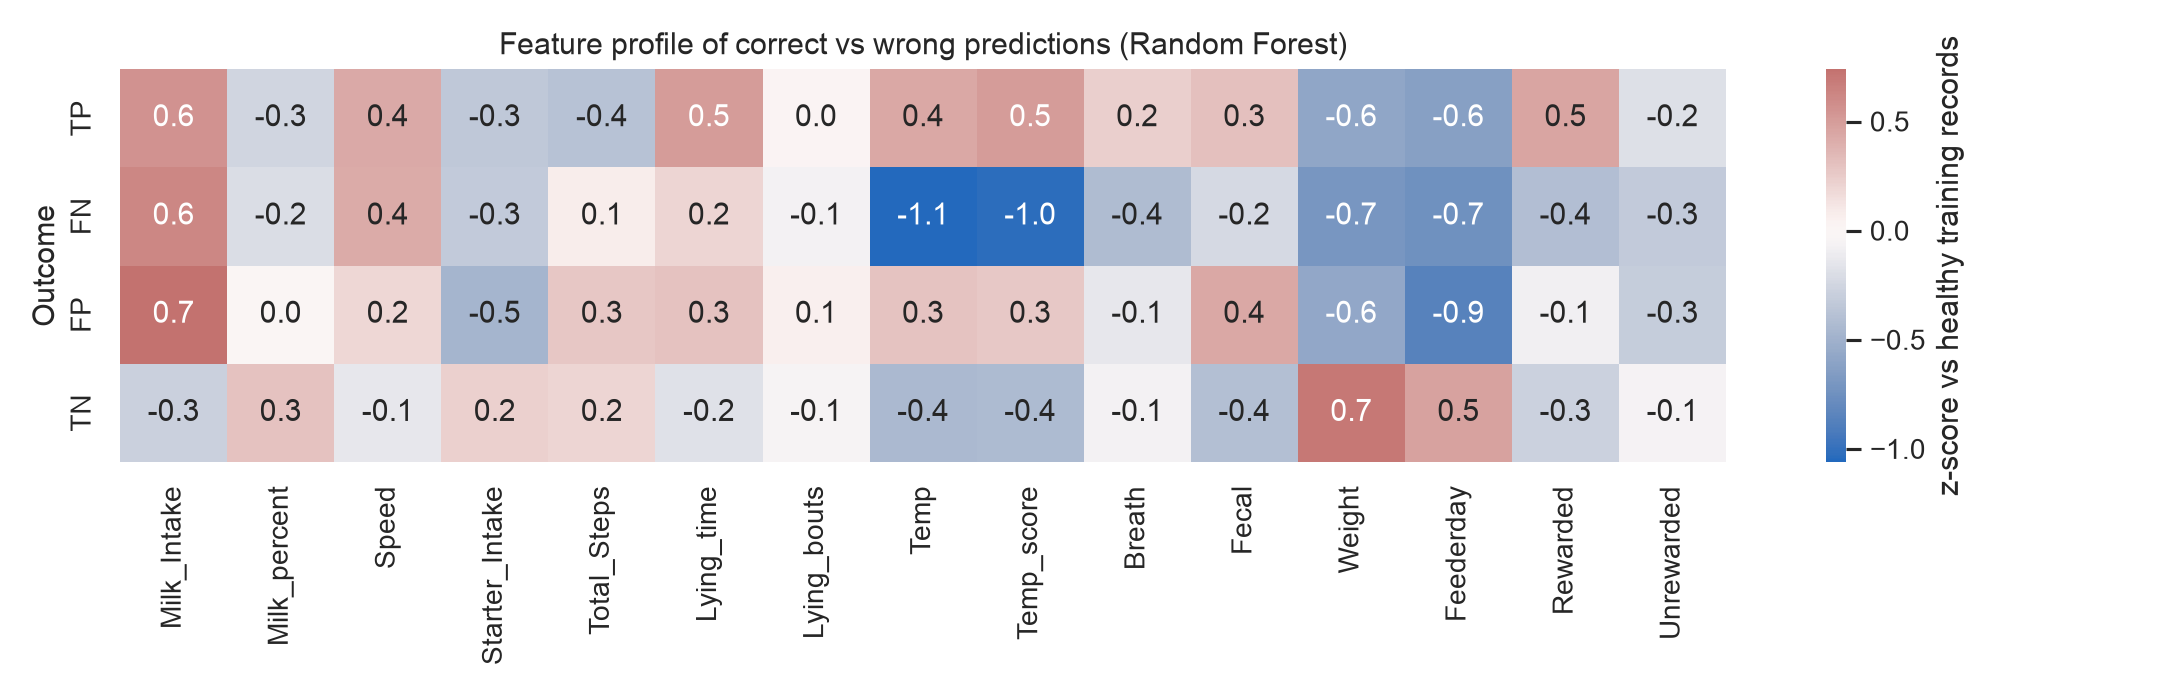 Feature profile of correct vs wrong predictions (Random Forest)
Outcome
TP 0.6 -0.3 0.4 -0.3 -0.4 0.5 0.0 0.4 0.5 0.2 0.3 -0.6 -0.6 0.5 -0.2
FN 0.6 -0.2 0.4 -0.3 0.1 0.2 -0.1 -1.1 -1.0 -0.4 -0.2 -0.7 -0.7 -0.4 -0.3
FP 0.7 0.0 0.2 -0.5 0.3 0.3 0.1 0.3 0.3 -0.1 0.4 -0.6 -0.9 -0.1 -0.3
TN -0.3 0.3 -0.1 0.2 0.2 -0.2 -0.1 -0.4 -0.4 -0.1 -0.4 0.7 0.5 -0.3 -0.1
Milk_Intake
Milk_percent
Speed
Starter_Intake
Total_Steps
Lying_time
Lying_bouts
Temp
Temp_score
Breath
Fecal
Weight
Feederday
Rewarded
Unrewarded
0.5
0.0
−0.5
−1.0
z-score vs healthy training records